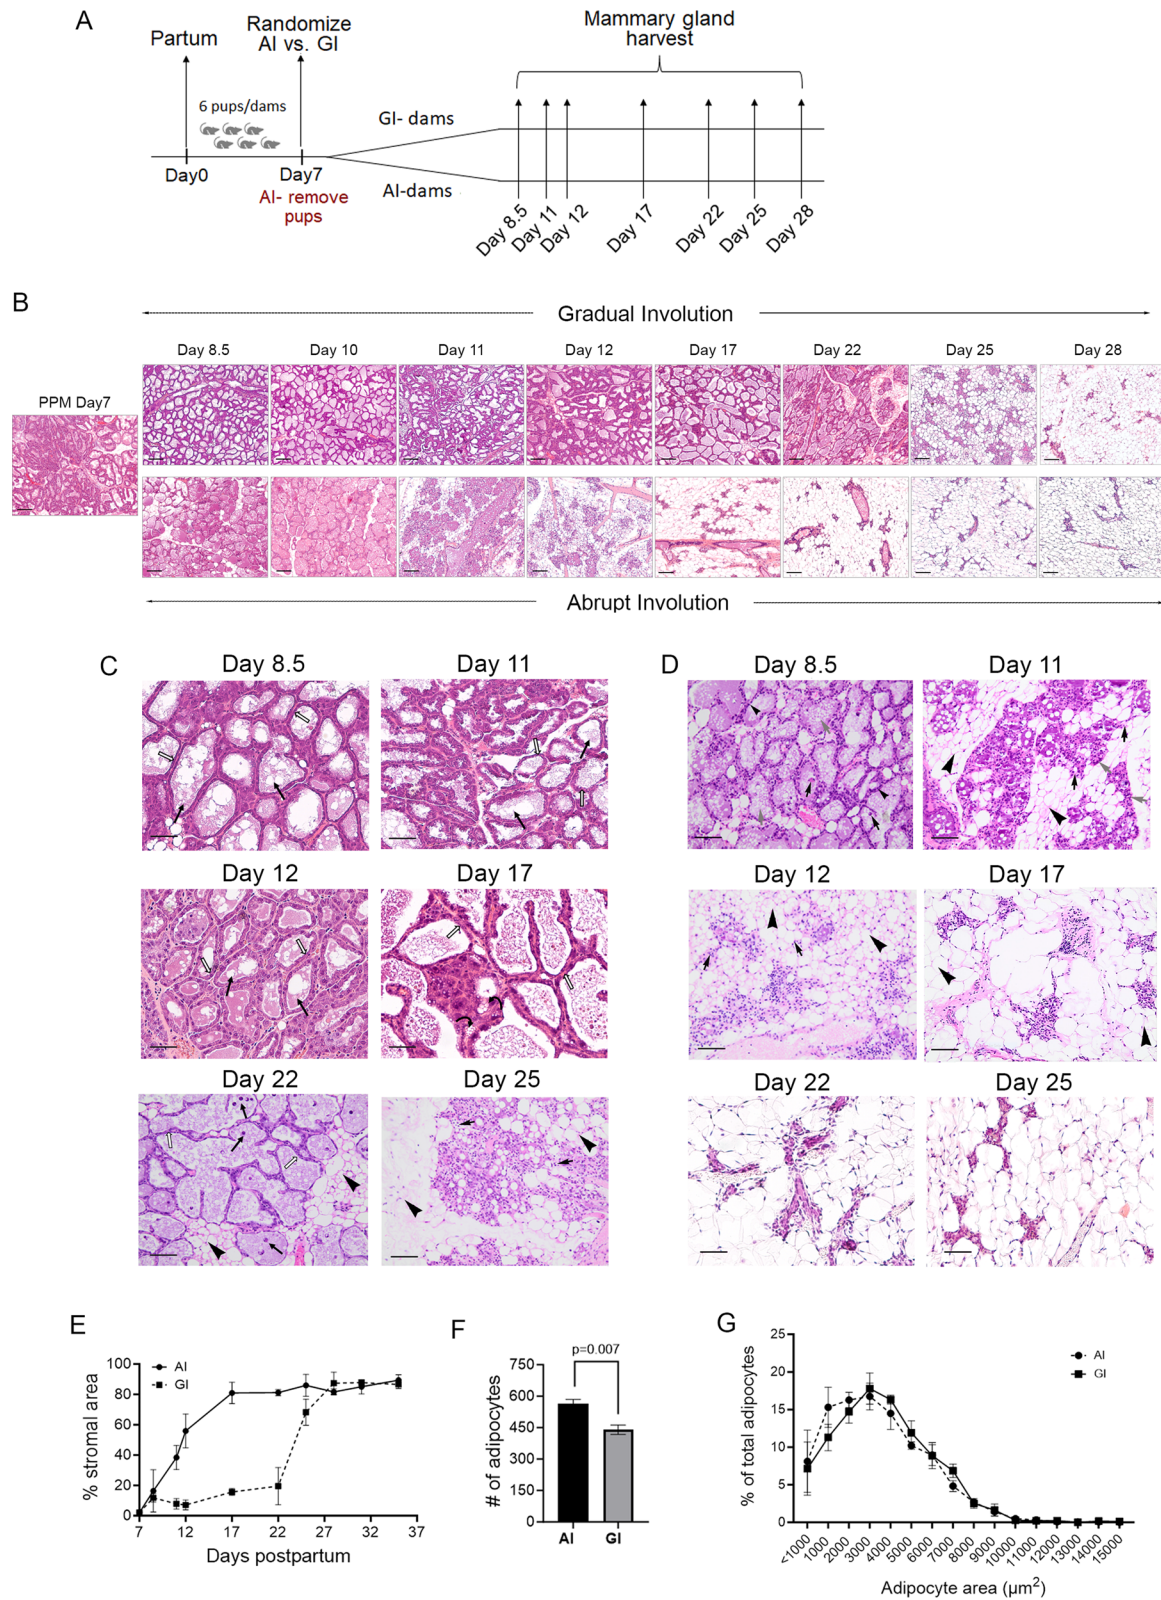 A
Partum
Randomize
AI vs. GI
Mammary gland
harvest
6 pups/dams
GI- dams
AI-dams
Day0
Day7
AI- remove
pups
Day 8.5
Day 11
Day 12
Day 17
Day 22
Day 25
Day 28
B
Gradual Involution
Day 8.5 Day 10 Day 11 Day 12 Day 17 Day 22 Day 25 Day 28
PPM Day7
Abrupt Involution
C
Day 8.5 Day 11
Day 12 Day 17
Day 22 Day 25
D
Day 8.5 Day 11
Day 12 Day 17
Day 22 Day 25
E
% stromal area
100
80
60
40
20
0
AI
GI
7 12 17 22 27 32 37
Days postpartum
F
p=0.007
# of adipocytes
750
600
450
300
150
0
AI GI
G
% of total adipocytes
25
20
15
10
5
0
AI
GI
<1000 1000 2000 3000 4000 5000 6000 7000 8000 9000 10000 11000 12000 13000 14000 15000
Adipocyte area (µm²)